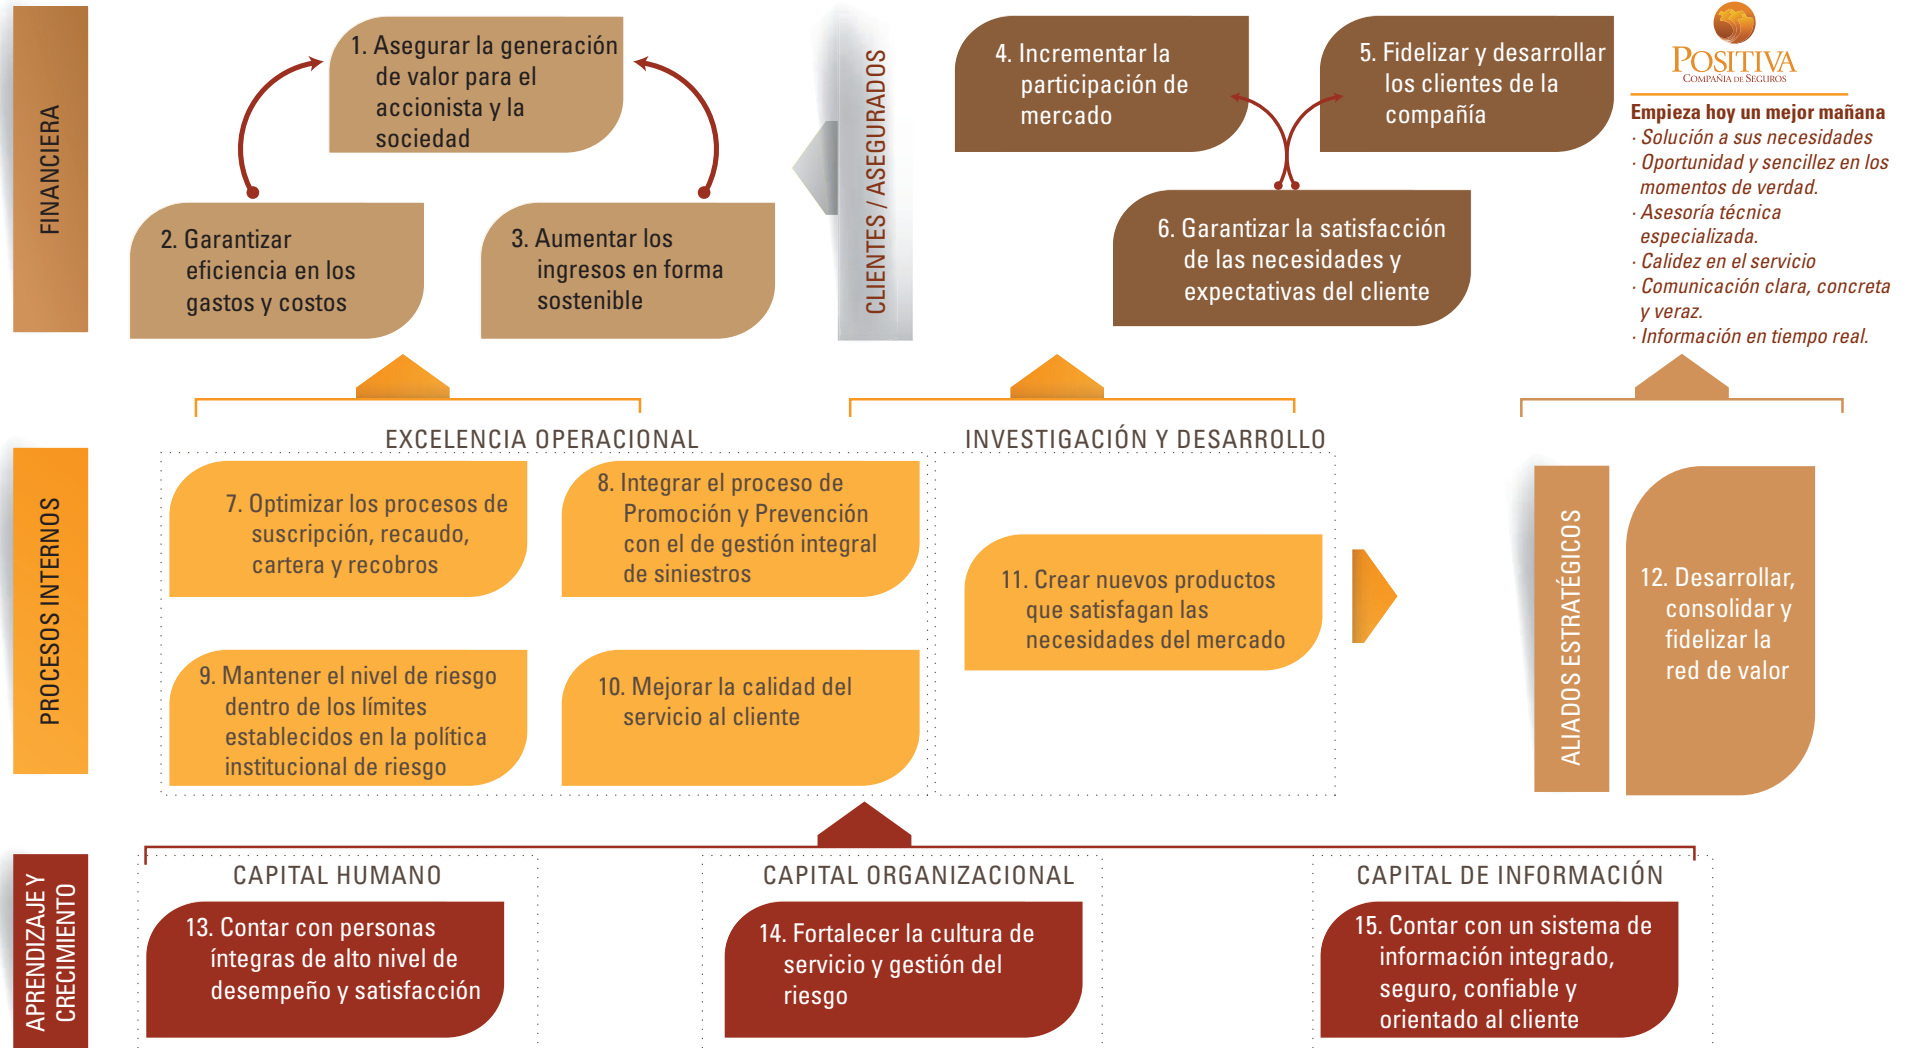 FINANCIERA
1. Asegurar la generación
de valor para el
accionista y la
sociedad
2. Garantizar
eficiencia en los
gastos y costos
3. Aumentar los
ingresos en forma
sostenible
CLIENTES / ASEGURADOS
4. Incrementar la
participación de
mercado
5. Fidelizar y desarrollar
los clientes de la
compañía
6. Garantizar la satisfacción
de las necesidades y
expectativas del cliente
POSITIVA
COMPAÑIA DE SEGUROS
Empieza hoy un mejor mañana
· Solución a sus necesidades
· Oportunidad y sencillez en los
momentos de verdad.
· Asesoría técnica
especializada.
· Calidez en el servicio
· Comunicación clara, concreta
y veraz.
· Información en tiempo real.
PROCESOS INTERNOS
EXCELENCIA OPERACIONAL
7. Optimizar los procesos de
suscripción, recaudo,
cartera y recobros
8. Integrar el proceso de
Promoción y Prevención
con el de gestión integral
de siniestros
9. Mantener el nivel de riesgo
dentro de los límites
establecidos en la política
institucional de riesgo
10. Mejorar la calidad del
servicio al cliente
INVESTIGACIÓN Y DESARROLLO
11. Crear nuevos productos
que satisfagan las
necesidades del mercado
ALIADOS ESTRATÉGICOS
12. Desarrollar,
consolidar y
fidelizar la
red de valor
APRENDIZAJE Y
CRECIMIENTO
CAPITAL HUMANO
13. Contar con personas
íntegras de alto nivel de
desempeño y satisfacción
CAPITAL ORGANIZACIONAL
14. Fortalecer la cultura de
servicio y gestión del
riesgo
CAPITAL DE INFORMACIÓN
15. Contar con un sistema de
información integrado,
seguro, confiable y
orientado al cliente